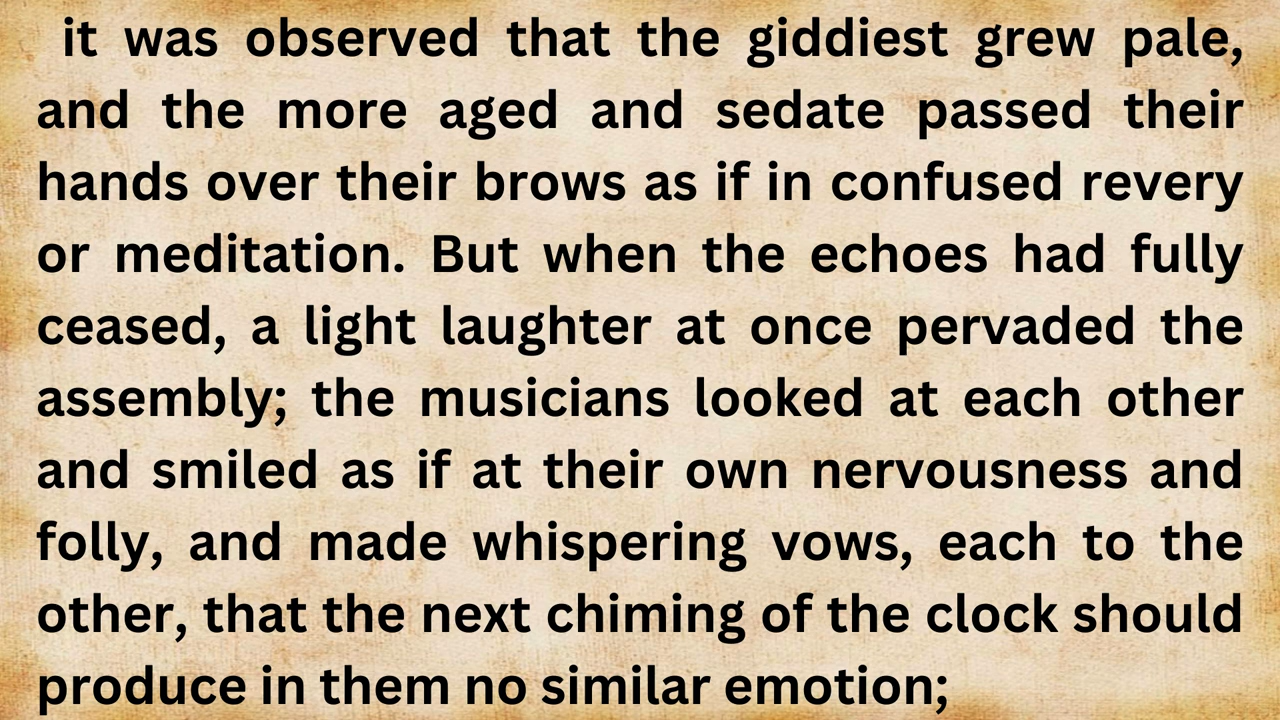 it was observed that the giddiest grew pale,
and the more aged and sedate passed their
hands over their brows as if in confused revery
or meditation. But when the echoes had fully
ceased, a light laughter at once pervaded the
assembly; the musicians looked at each other
and smiled as if at their own nervousness and
folly, and made whispering vows, each to the
other, that the next chiming of the clock should
produce in them no similar emotion;